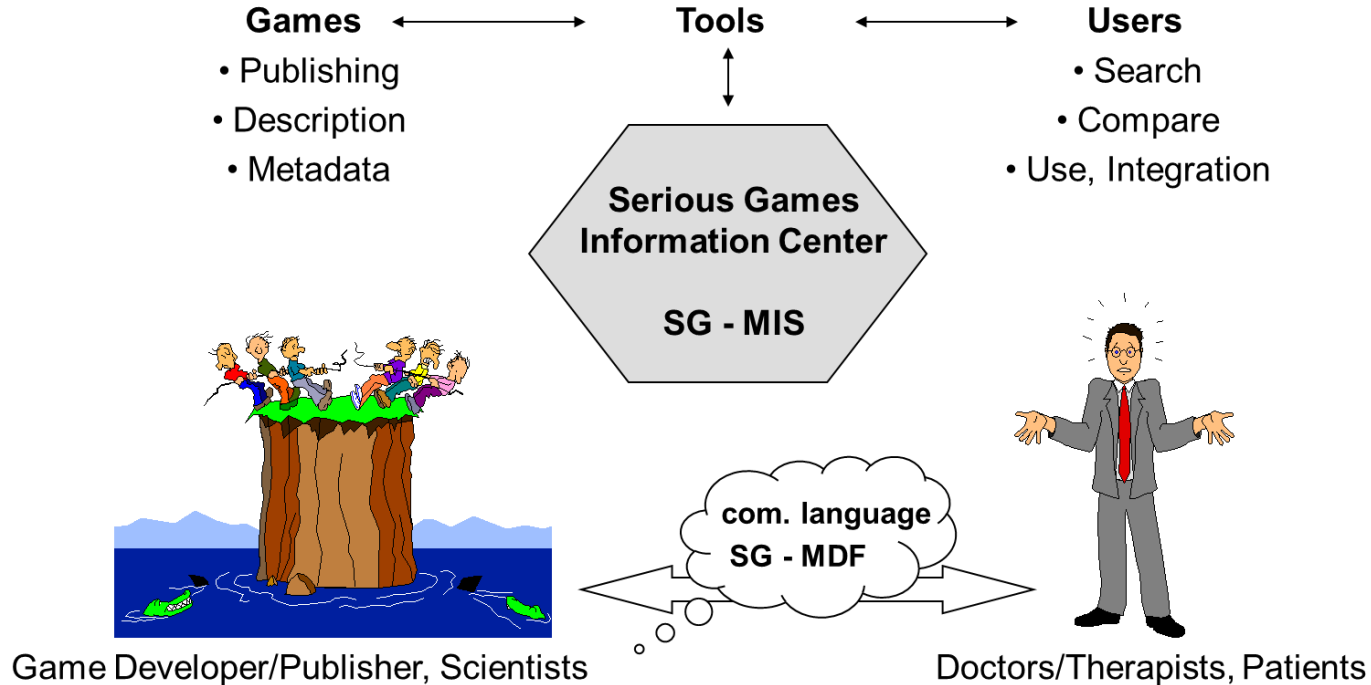 Games
Tools
Users
• Publishing
• Description
• Metadata
• Search
• Compare
• Use, Integration
Serious Games
Information Center
SG - MIS
com. language
SG - MDF
Game Developer/Publisher, Scientists
Doctors/Therapists, Patients